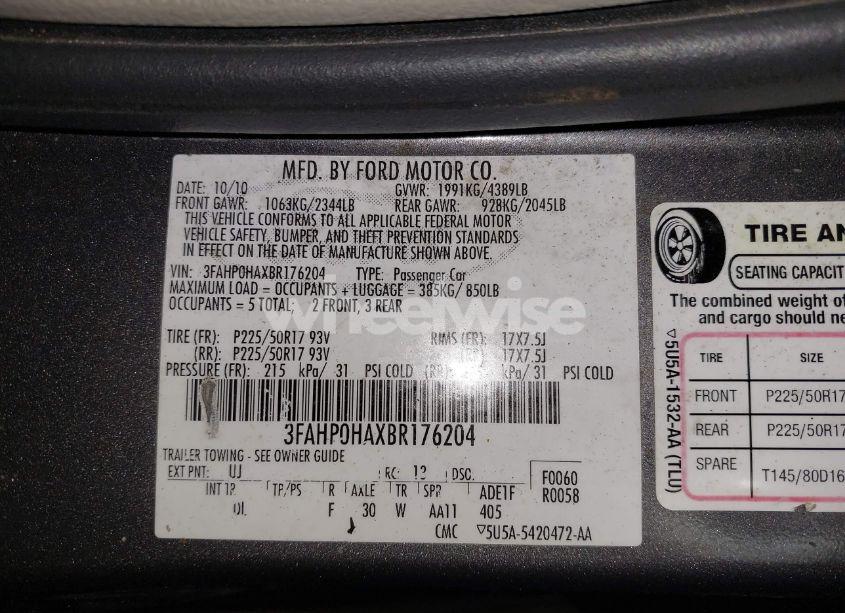 MFD. BY FORD MOTOR CO.
DATE: 10/10 GVWR: 1991KG/4389LB
FRONT GAWR: 1063KG/2344LB REAR GAWR: 928KG/2045LB
THIS VEHICLE CONFORMS TO ALL APPLICABLE FEDERAL MOTOR
VEHICLE SAFETY, BUMPER, AND THEFT PREVENTION STANDARDS
IN EFFECT ON THE DATE OF MANUFACTURE SHOWN ABOVE.
VIN: 3FAHP0HAXBR176204 TYPE: Passenger Car
MAXIMUM LOAD = OCCUPANTS + LUGGAGE = 385KG/ 850LB
OCCUPANTS = 5 TOTAL; 2 FRONT, 3 REAR
wheelwise
TIRE (FR): P225/50R17 93V RIMS (FR): 17X7.5J
(RR): P225/50R17 93V 17X7.5J
PRESSURE (FR): 215 kPa/ 31 PSI COLD kPa/ 31 PSI COLD
3FAHP0HAXBR176204
TRAILER TOWING - SEE OWNER GUIDE
EXT PNT: UJ RC: DSO: F0060
R0058
INT TR TP/PS R AXLE TR SPR ADE1F
F 30 W AA11 405
CMC ▽5U5A-5420472-AA
TIRE AN
SEATING CAPACIT
The combined weight of
and cargo should ne
TIRE SIZE
FRONT P225/50R17
REAR P225/50R17
SPARE T145/80D16
▽5U5A-1532-AA (TLU)